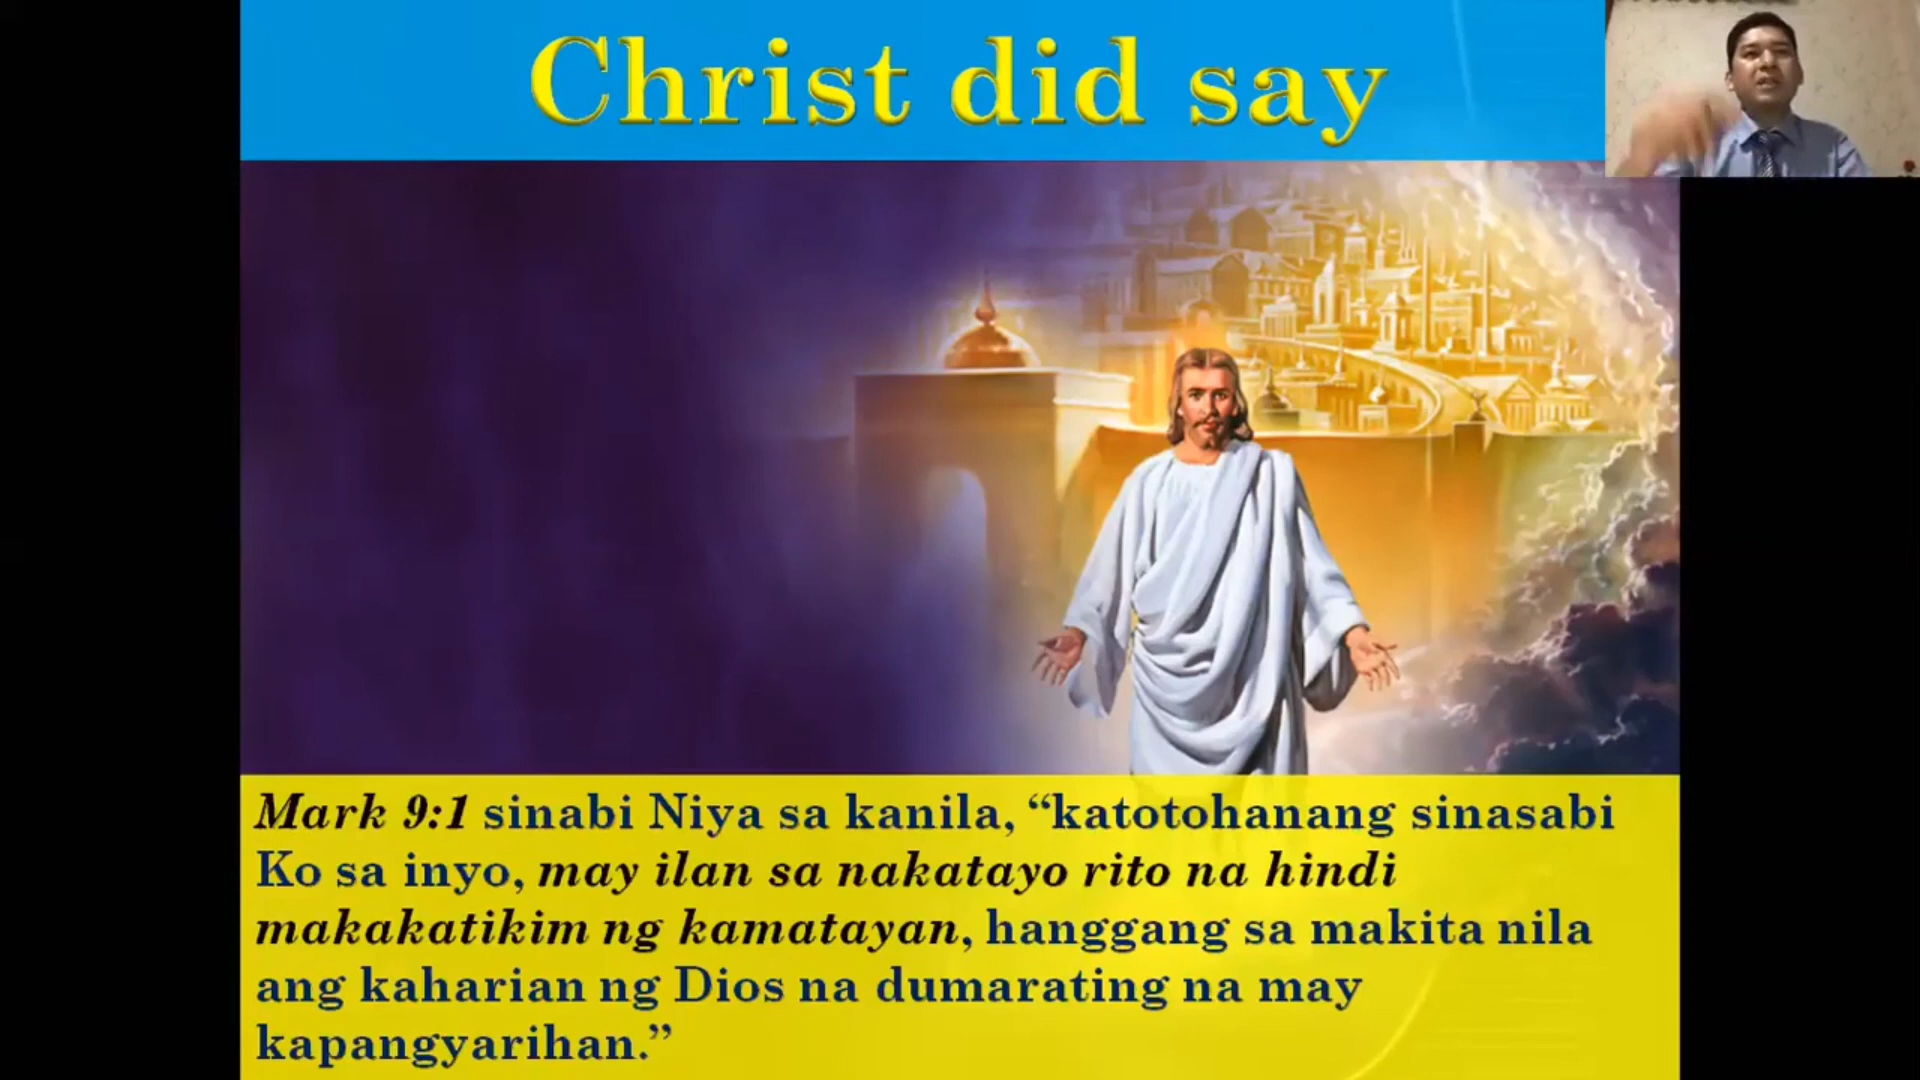 Christ did say
Mark 9:1 sinabi Niya sa kanila, “katotohanang sinasabi
Ko sa inyo, may ilan sa nakatayo rito na hindi
makakatikim ng kamatayan, hanggang sa makita nila
ang kaharian ng Dios na dumarating na may
kapangyarihan.”